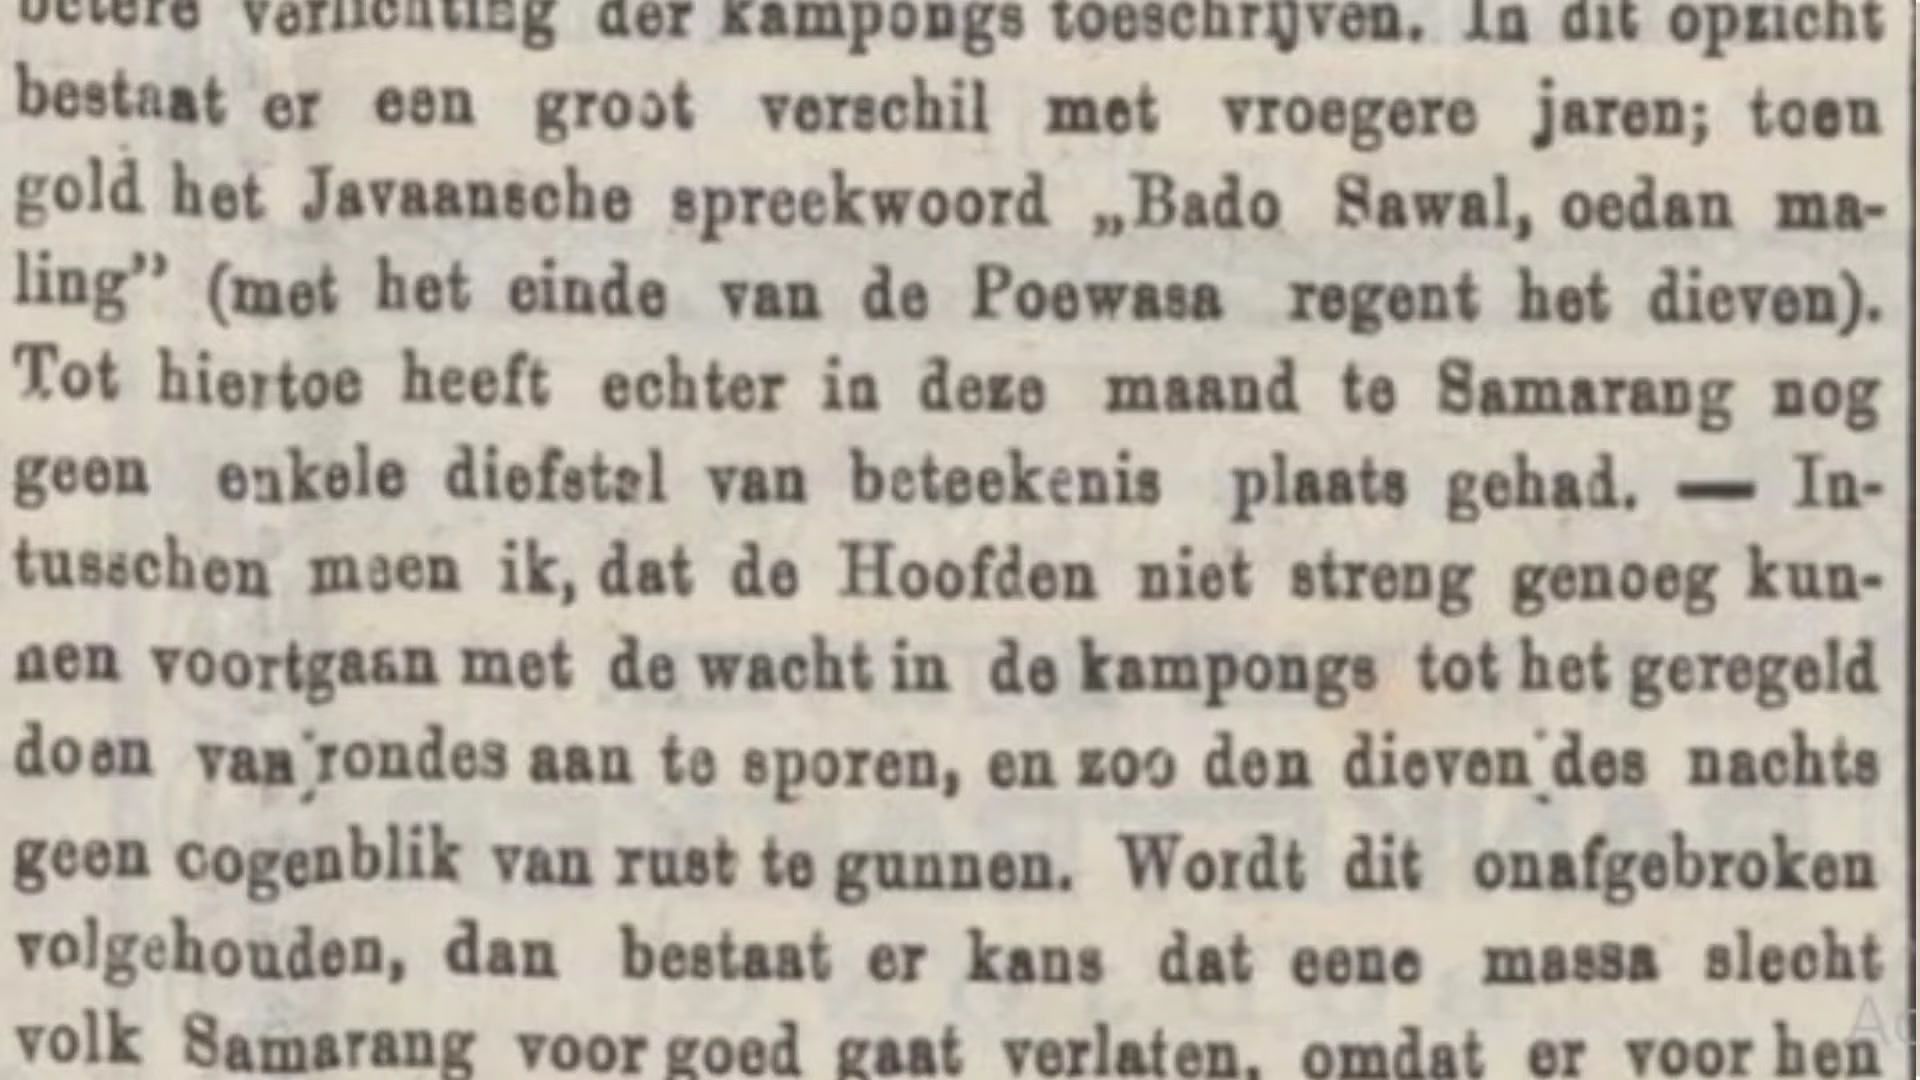 betere verlichting der kampongs toeschrijven. In dit opzicht
bestaat er een groot verschil met vroegere jaren; toen
gold het Javaansche spreekwoord „Bado Sawal, oedan ma-
ling” (met het einde van de Poewasa regent het dieven).
Tot hiertoe heeft echter in deze maand te Samarang nog
geen enkele diefstal van beteekenis plaats gehad. — In-
tusschen meen ik, dat de Hoofden niet streng genoeg kun-
nen voortgaan met de wacht in de kampongs tot het geregeld
doen van rondes aan te sporen, en zoo den dieven des nachts
geen oogenblik van rust te gunnen. Wordt dit onafgebroken
volgehouden, dan bestaat er kans dat eene massa slecht
volk Samarang voor goed gaat verlaten, omdat er voor hen